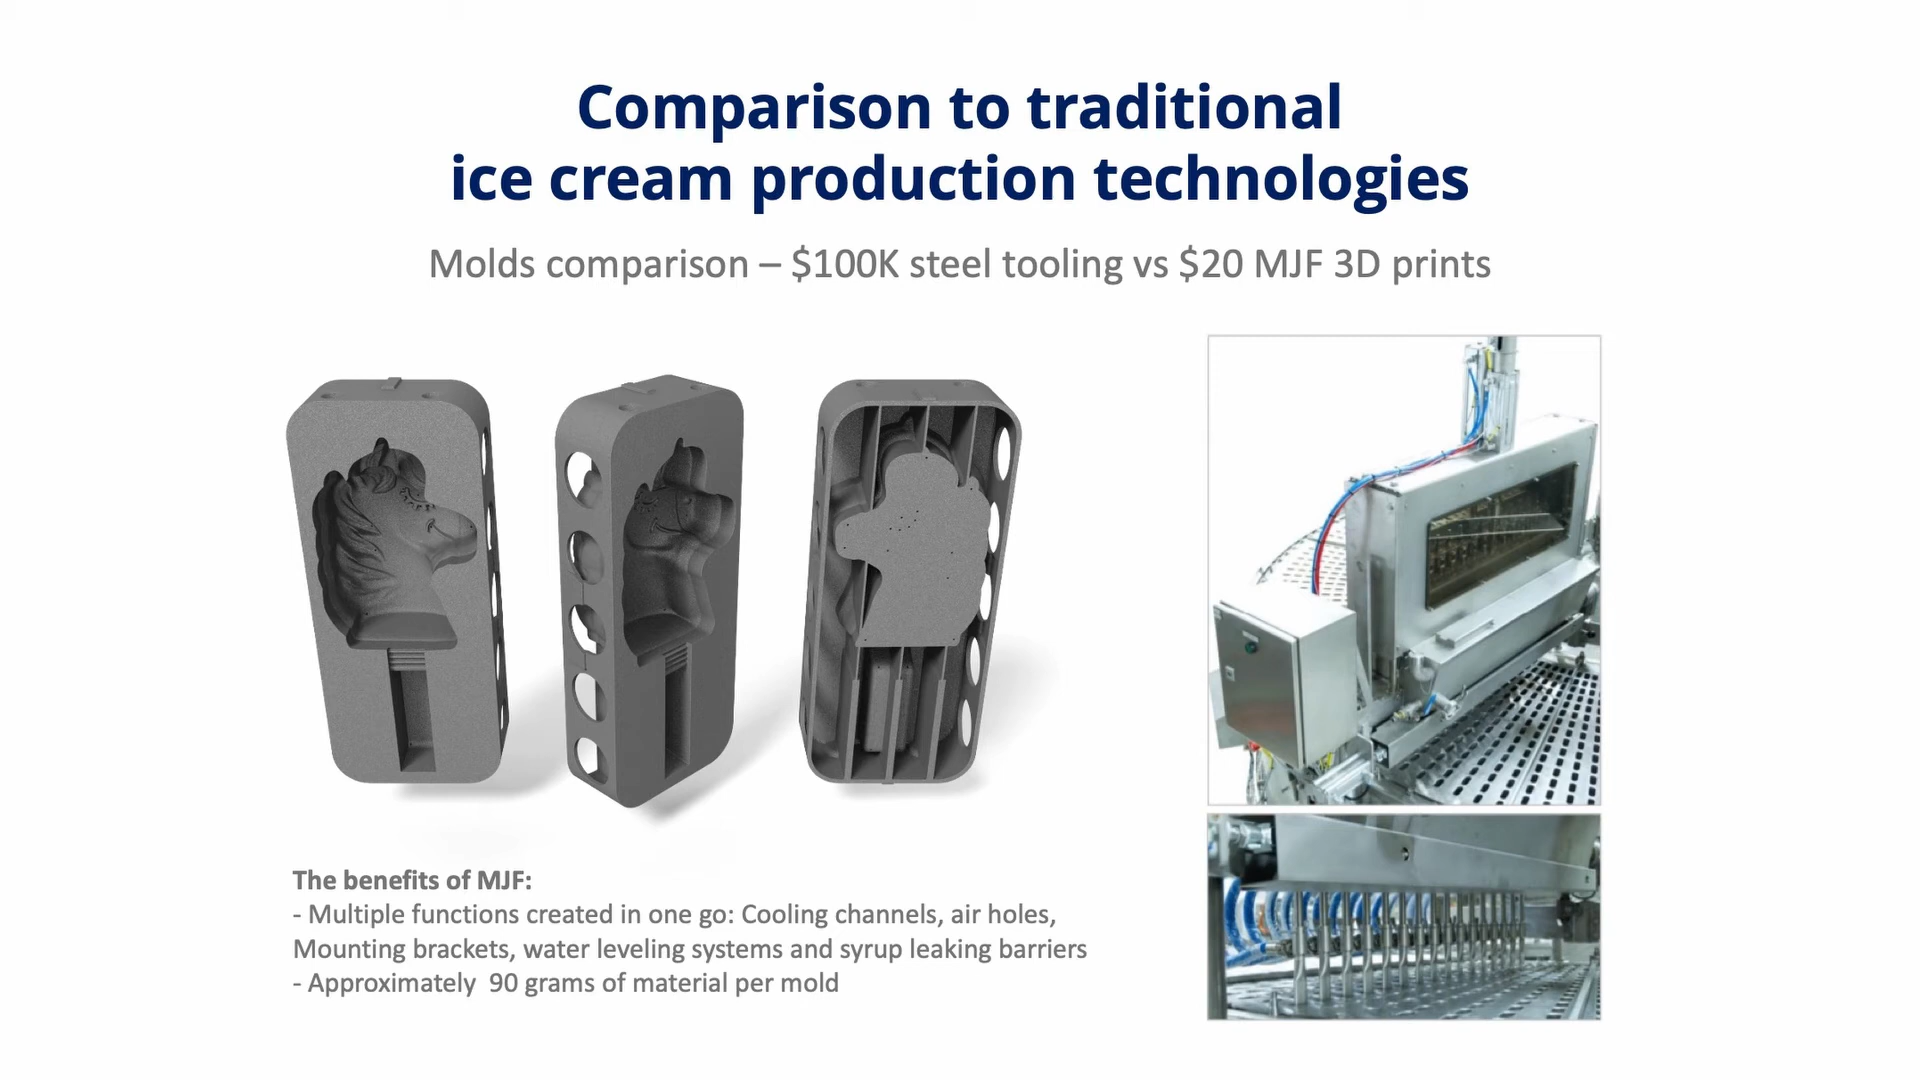 Comparison to traditional
ice cream production technologies
Molds comparison – $100K steel tooling vs $20 MJF 3D prints
The benefits of MJF:
- Multiple functions created in one go: Cooling channels, air holes,
Mounting brackets, water leveling systems and syrup leaking barriers
- Approximately  90 grams of material per mold